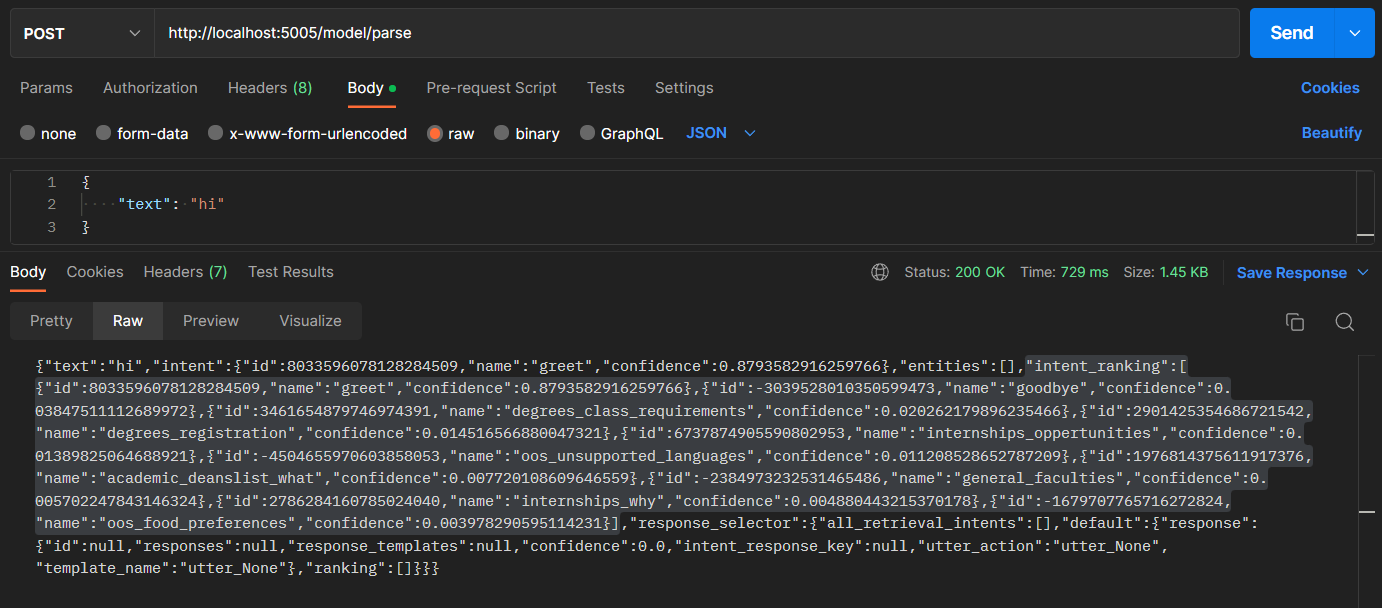 POST http://localhost:5005/model/parse Send
Params Authorization Headers (8) Body Pre-request Script Tests Settings Cookies
none form-data x-www-form-urlencoded raw binary GraphQL JSON Beautify
1 {
2 ····"text":·"hi"
3 }
Body Cookies Headers (7) Test Results Status: 200 OK Time: 729 ms Size: 1.45 KB Save Response
Pretty Raw Preview Visualize
{"text":"hi","intent":{"id":8033596078128284509,"name":"greet","confidence":0.8793582916259766},"entities":[],"intent_ranking":[
{"id":8033596078128284509,"name":"greet","confidence":0.8793582916259766},{"id":-3039528010350599473,"name":"goodbye","confidence":0.
03847511112689972},{"id":3461654879746974391,"name":"degrees_class_requirements","confidence":0.020262179896235466},{"id":2901425354686721542,
"name":"degrees_registration","confidence":0.014516566880047321},{"id":6737874905590802953,"name":"internships_oppertunities","confidence":0.
01389825064688921},{"id":-4504655970603858053,"name":"oos_unsupported_languages","confidence":0.011208528652787209},{"id":1976814375611917376,
"name":"academic_deanslist_what","confidence":0.007720108609646559},{"id":-2384973232531465486,"name":"general_faculties","confidence":0.
005702247843146324},{"id":2786284160785024040,"name":"internships_why","confidence":0.004880443215370178},{"id":-1679707765716272824,
"name":"oos_food_preferences","confidence":0.003978290595114231}],"response_selector":{"all_retrieval_intents":[],"default":{"response":
{"id":null,"responses":null,"response_templates":null,"confidence":0.0,"intent_response_key":null,"utter_action":"utter_None",
"template_name":"utter_None"},"ranking":[]}}}